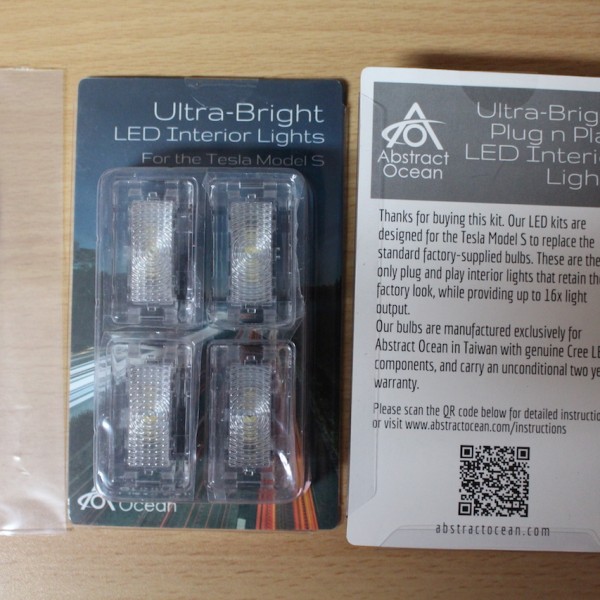 Ultra-Bright
LED Interior Lights
For the Tesla Model S
Ocean
Abstract
Ocean
Ultra-Brigh
Plug n Pla
LED Interio
Ligh
Thanks for buying this kit. Our LED kits are
designed for the Tesla Model S to replace the
standard factory-supplied bulbs. These are the
only plug and play interior lights that retain the
factory look, while providing up to 16x light
output.
Our bulbs are manufactured exclusively for
Abstract Ocean in Taiwan with genuine Cree LE
components, and carry an unconditional two ye
warranty.
Please scan the QR code below for detailed instructio
or visit www.abstractocean.com/instructions
abstractocean.com